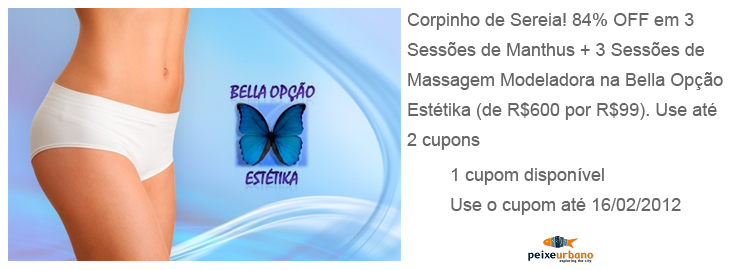 BELLA OPÇÃO
ESTÉTIKA
Corpinho de Sereia! 84% OFF em 3
Sessões de Manthus + 3 Sessões de
Massagem Modeladora na Bella Opção
Estétika (de R$600 por R$99). Use até
2 cupons
1 cupom disponível
Use o cupom até 16/02/2012
peixeurbano
exploring the city